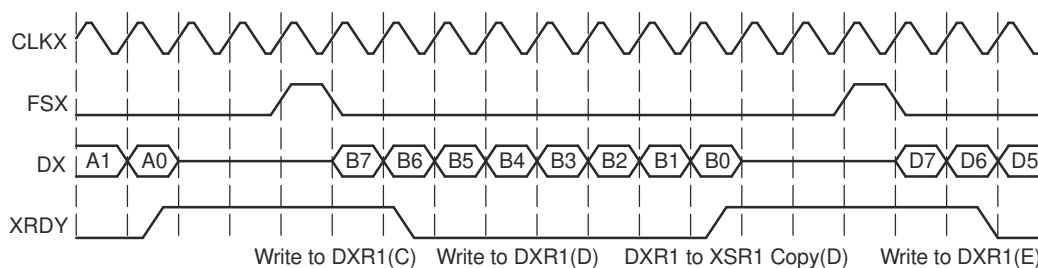 CLKX
FSX
DX A1 A0 B7 B6 B5 B4 B3 B2 B1 B0 D7 D6 D5
XRDY
Write to DXR1(C) Write to DXR1(D) DXR1 to XSR1 Copy(D) Write to DXR1(E)